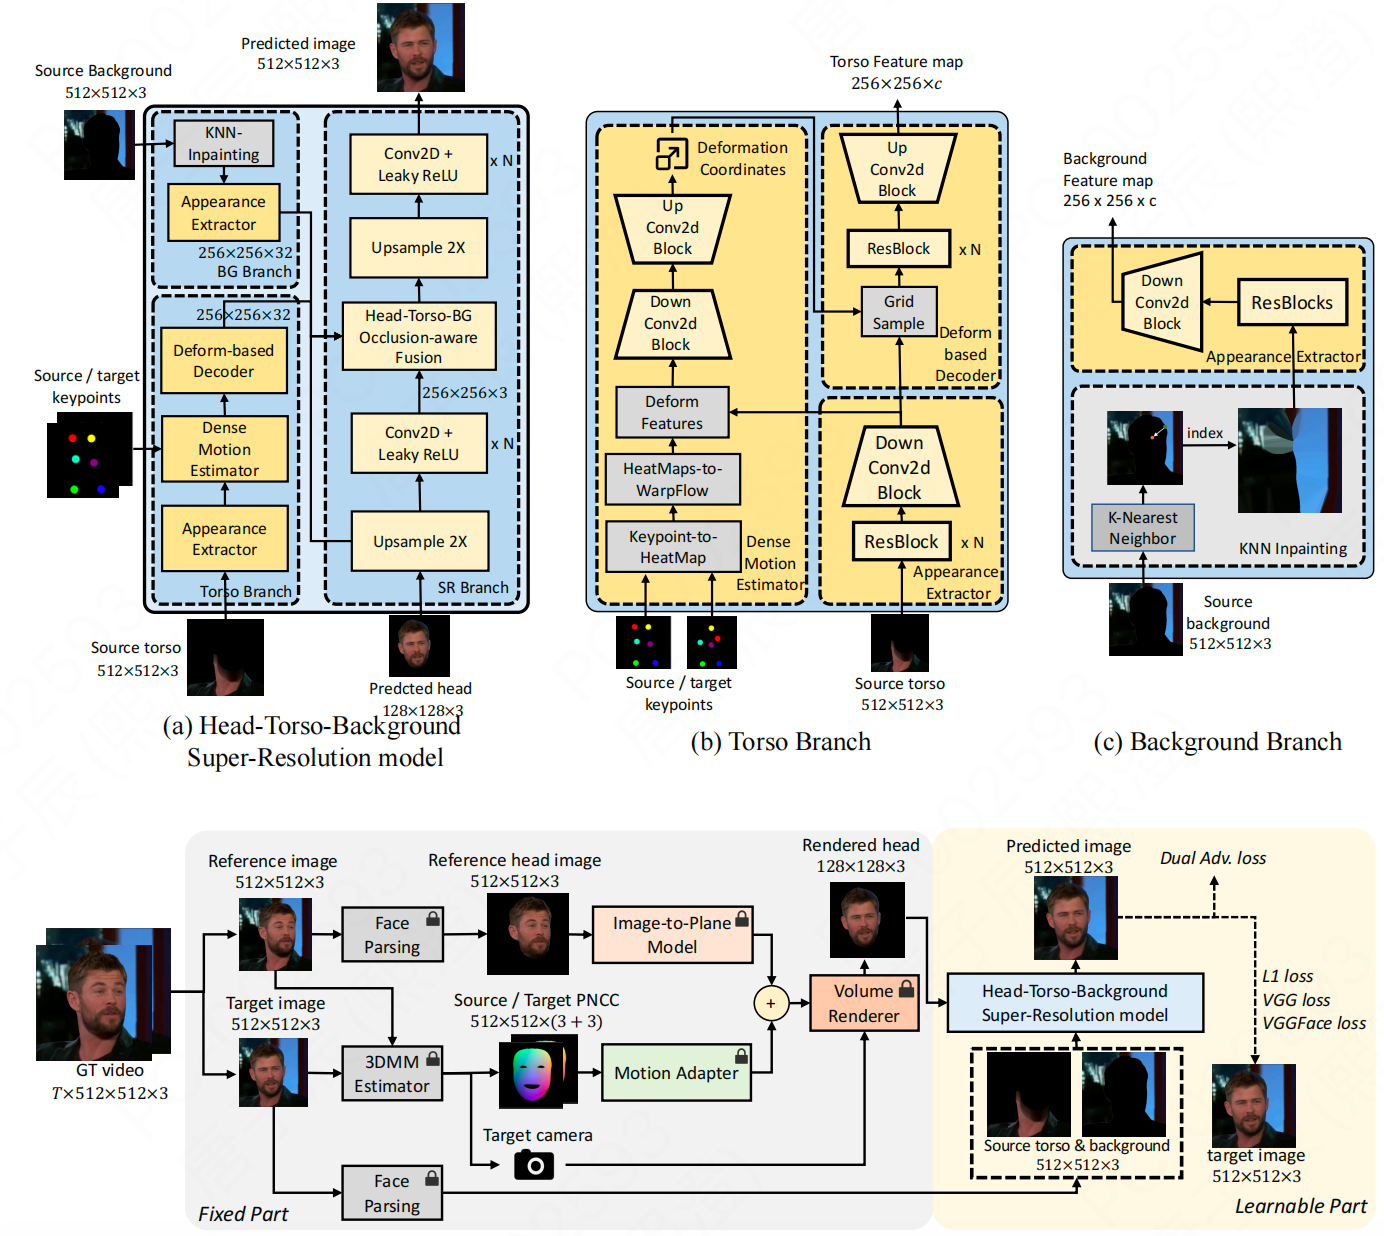 Predicted image
512×512×3
Source Background
512×512×3
KNN-
Inpainting
Appearance
Extractor
256×256×32
BG Branch
256×256×32
Deform-based
Decoder
Source / target
keypoints
Dense
Motion
Estimator
Appearance
Extractor
Torso Branch
Source torso
512×512×3
Conv2D +
Leaky ReLU
x N
Upsample 2X
Head-Torso-BG
Occlusion-aware
Fusion
256×256×3
Conv2D +
Leaky ReLU
x N
Upsample 2X
SR Branch
Predcted head
128×128×3
(a) Head-Torso-Background
Super-Resolution model
Torso Feature map
256×256×c
Deformation
Coordinates
Up
Conv2d
Block
Down
Conv2d
Block
Deform
Features
HeatMaps-to-
WarpFlow
Keypoint-to-
HeatMap
Dense
Motion
Estimator
Source / target
keypoints
Up
Conv2d
Block
ResBlock
x N
Grid
Sample
Deform
based
Decoder
Down
Conv2d
Block
ResBlock
x N
Appearance
Extractor
Source torso
512×512×3
(b) Torso Branch
Background
Feature map
256 x 256 x c
Down
Conv2d
Block
ResBlocks
Appearance Extractor
index
K-Nearest
Neighbor
KNN Inpainting
Source
background
512×512×3
(c) Background Branch
Reference image
512×512×3
Face
Parsing
Reference head image
512×512×3
Image-to-Plane
Model
Rendered head
128×128×3
Predicted image
512×512×3
Dual Adv. loss
GT video
T×512×512×3
Target image
512×512×3
3DMM
Estimator
Source / Target PNCC
512×512×(3 + 3)
Motion Adapter
+
Volume
Renderer
Head-Torso-Background
Super-Resolution model
L1 loss
VGG loss
VGGFace loss
Target camera
Face
Parsing
Source torso & background
512×512×3
target image
512×512×3
Fixed Part
Learnable Part